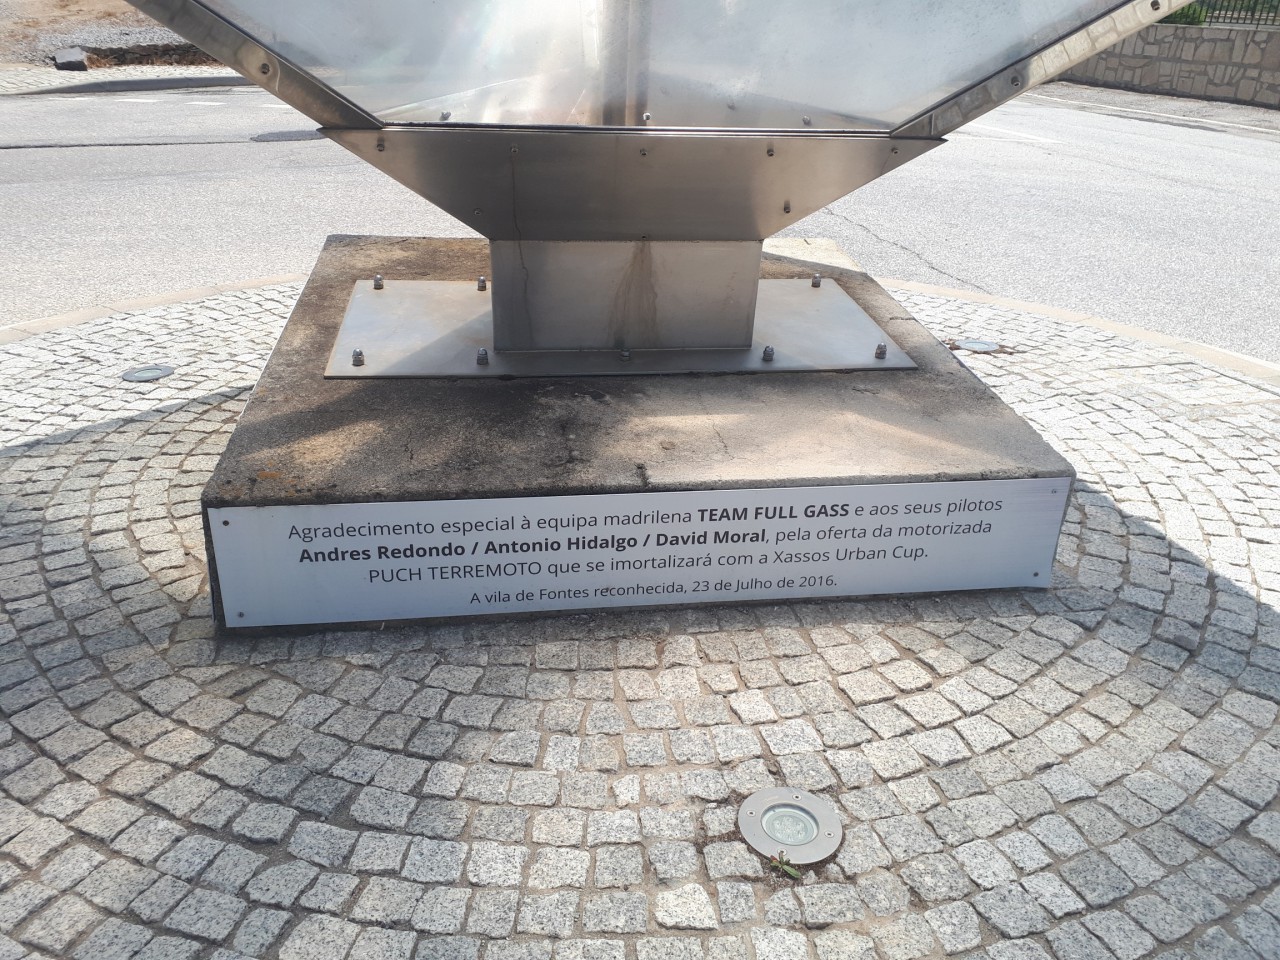 Agradecimento especial à equipa madrilena TEAM FULL GASS e aos seus pilotos
Andres Redondo / Antonio Hidalgo / David Moral, pela oferta da motorizada
PUCH TERREMOTO que se imortalizará com a Xassos Urban Cup.
A vila de Fontes reconhecida, 23 de Julho de 2016.